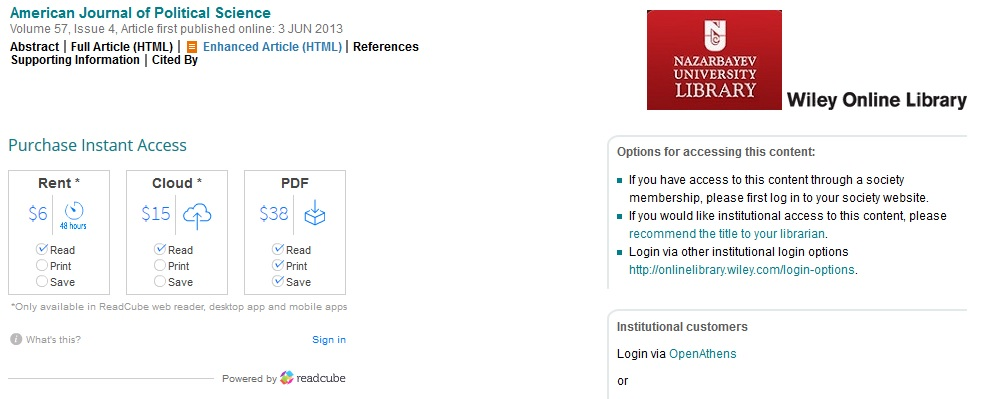 American Journal of Political Science
Volume 57, Issue 4, Article first published online: 3 JUN 2013
Abstract | Full Article (HTML) | Enhanced Article (HTML) | References
Supporting Information | Cited By
NAZARBAYEV
UNIVERSITY
LIBRARY
Wiley Online Library
Purchase Instant Access
Rent *
$6
48 hours
Read
Print
Save
Cloud *
$15
Read
Print
Save
PDF
$38
Read
Print
Save
*Only available in ReadCube web reader, desktop app and mobile apps
What's this?
Sign in
Powered by readcube
Options for accessing this content:
If you have access to this content through a society
membership, please first log in to your society website.
If you would like institutional access to this content, please
recommend the title to your librarian.
Login via other institutional login options
http://onlinelibrary.wiley.com/login-options.
Institutional customers
Login via OpenAthens
or